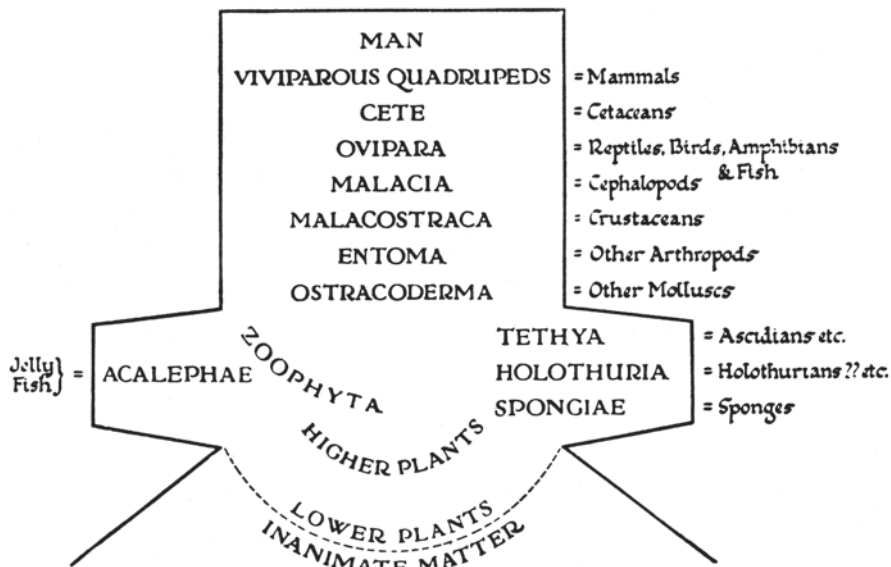 MAN
VIVIPAROUS QUADRUPEDS = Mammals
CETE = Cetaceans
OVIPARA = Reptiles, Birds, Amphibians
& Fish
MALACIA = Cephalopods
MALACOSTRACA = Crustaceans
ENTOMA = Other Arthropods
OSTRACODERMA = Other Molluscs
TETHYA = Ascidians etc.
Jelly
Fish } = ACALEPHAE
ZOOPHYTA
HOLOTHURIA = Holothurians ?? etc.
SPONGIAE = Sponges
HIGHER PLANTS
LOWER PLANTS
INANIMATE MATTER